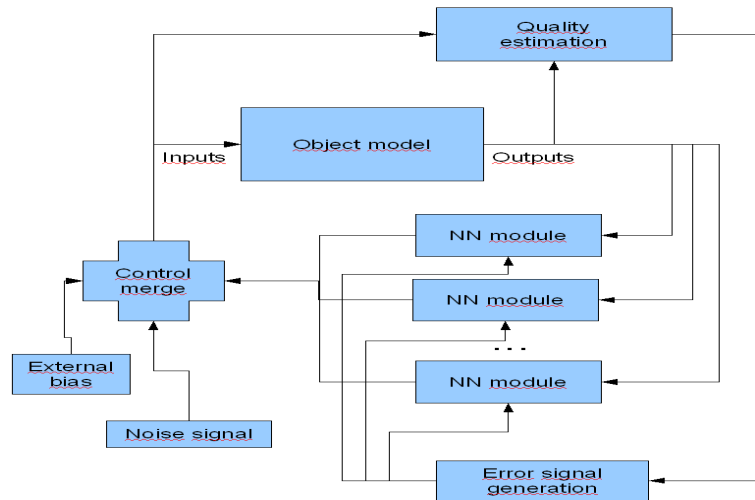 Quality
estimation
Object model
Inputs
Outputs
NN module
Control
merge
NN module
...
External
bias
NN module
Noise signal
Error signal
generation